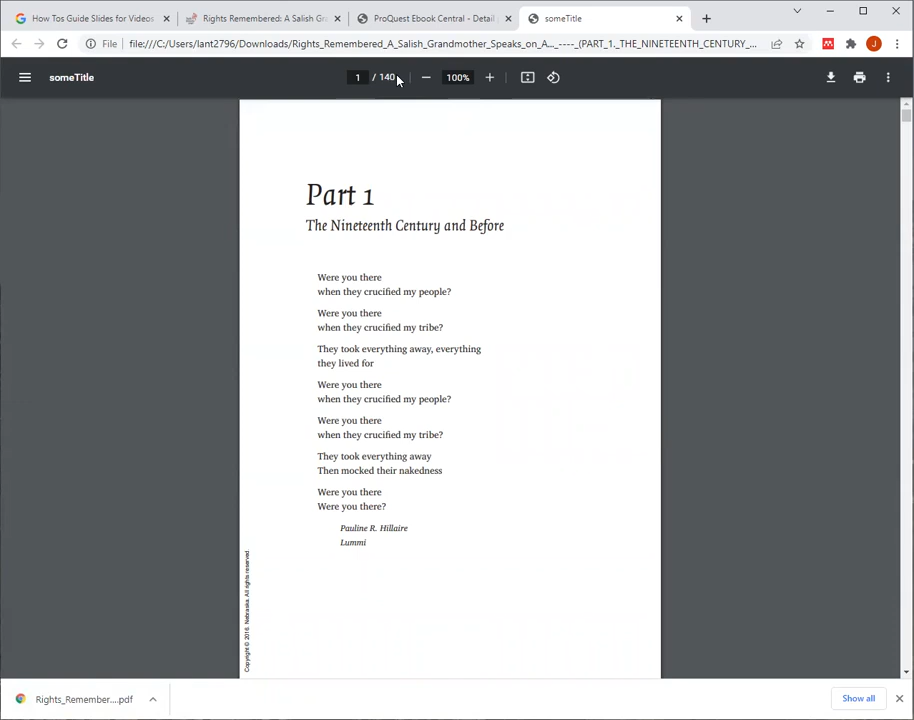 How Tos Guide Slides for Videos
Rights Remembered: A Salish Gra
ProQuest Ebook Central - Detail
someTitle
File
file:///C:/Users/lant2796/Downloads/Rights_Remembered_A_Salish_Grandmother_Speaks_on_A..._----_(PART_1._THE_NINETEENTH_CENTURY_...
J
someTitle
1 / 140
100%
Part 1
The Nineteenth Century and Before
Were you there
when they crucified my people?
Were you there
when they crucified my tribe?
They took everything away, everything
they lived for
Were you there
when they crucified my people?
Were you there
when they crucified my tribe?
They took everything away
Then mocked their nakedness
Were you there
Were you there?
Pauline R. Hillaire
Lummi
Copyright © 2016. Nebraska. All rights reserved.
Rights_Remember....pdf
Show all